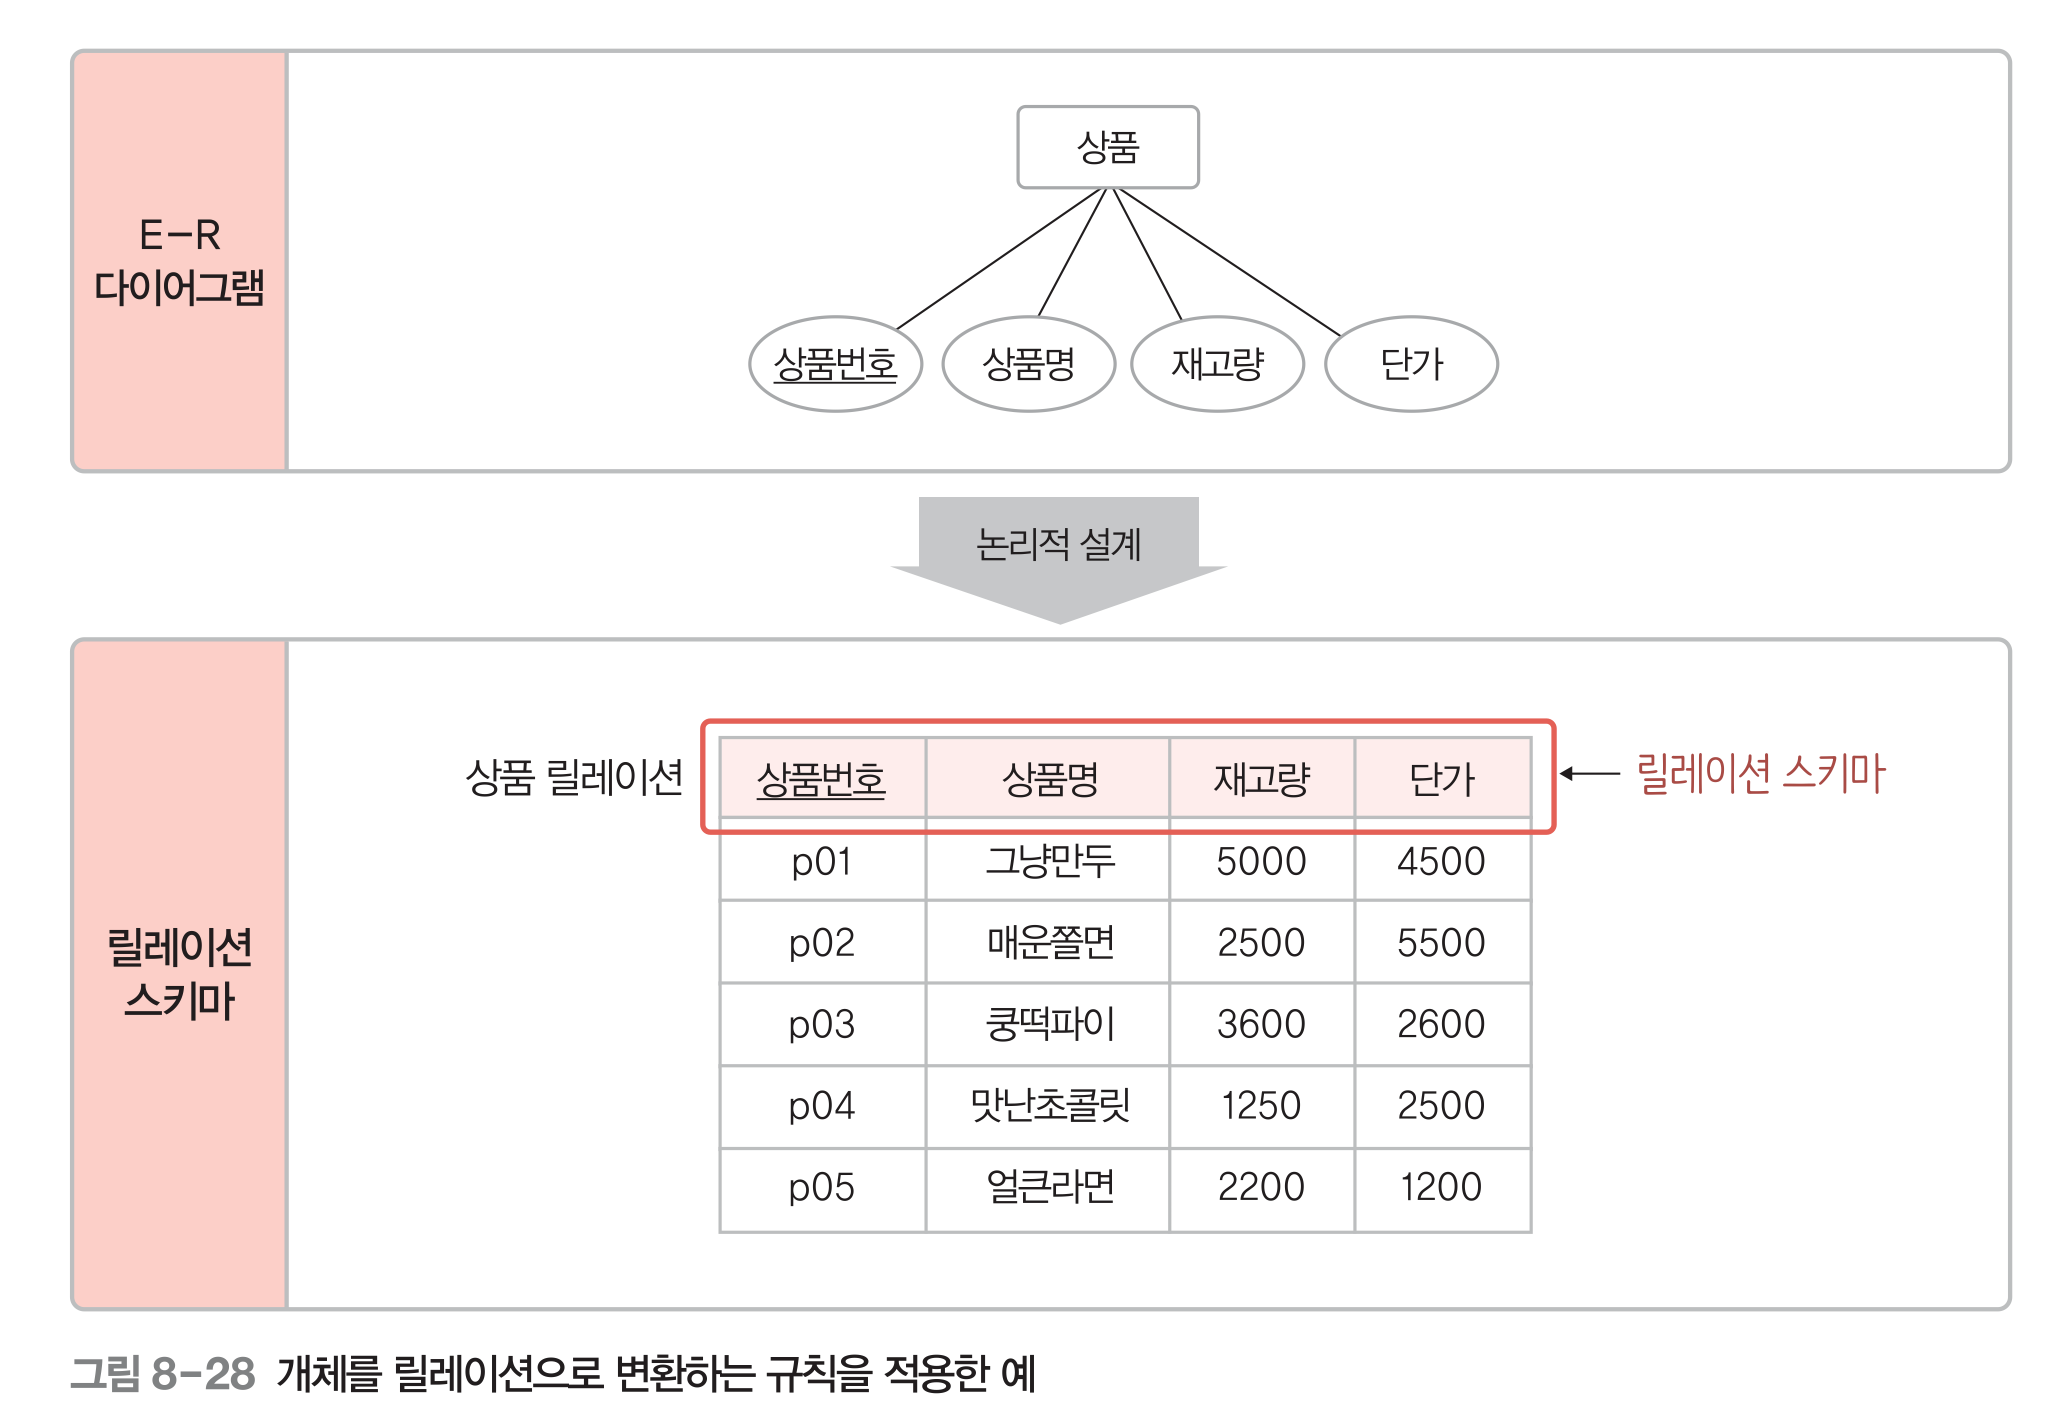 상품
E-R
다이어그램
상품번호 상품명 재고량 단가
논리적 설계
상품 릴레이션 상품번호 상품명 재고량 단가 릴레이션 스키마
p01 그냥만두 5000 4500
p02 매운쫄면 2500 5500
릴레이션
스키마
p03 쿵떡파이 3600 2600
p04 맛난초콜릿 1250 2500
p05 얼큰라면 2200 1200
그림 8-28 개체를 릴레이션으로 변환하는 규칙을 적용한 예